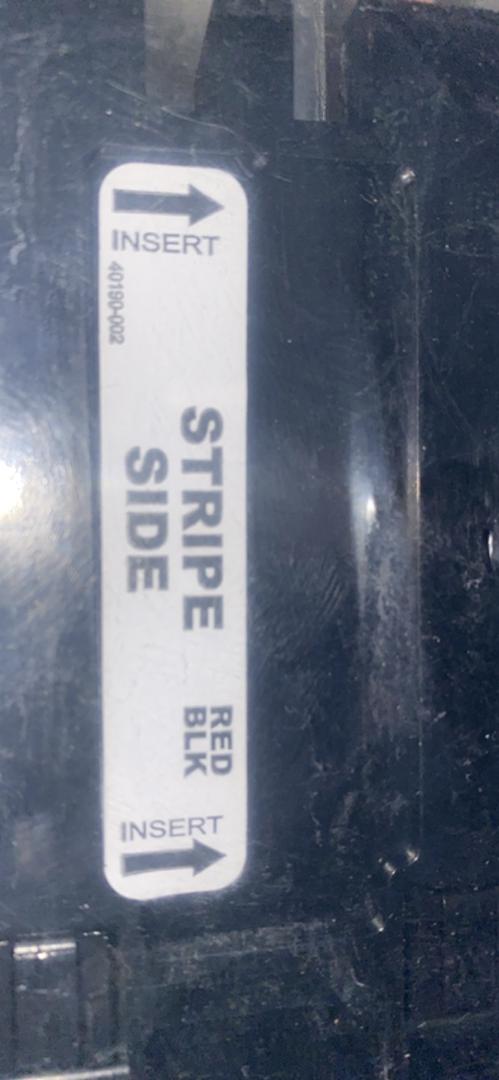 INSERT
40190-002
STRIPE
SIDE
RED
BLK
INSERT